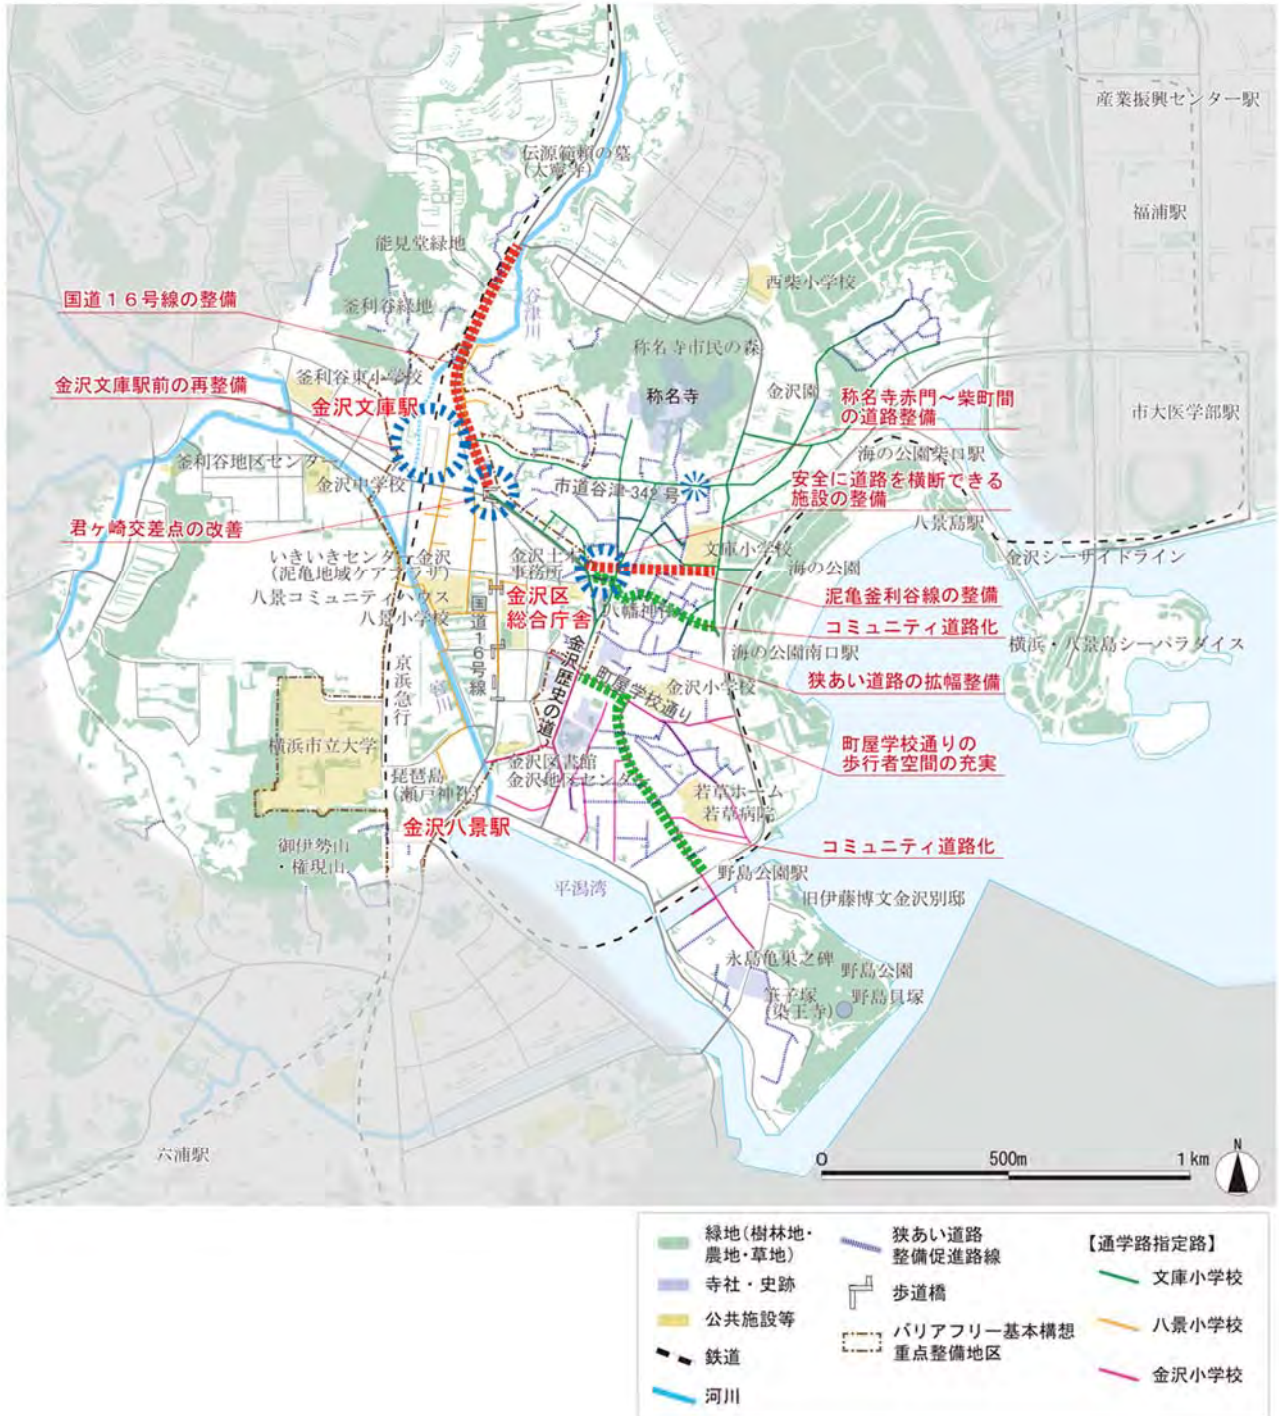 産業振興センター駅
伝源範頼の墓
(太寧寺)
福浦駅
能見堂緑地
西柴小学校
国道16号線の整備
釜利谷緑地
谷津川
称名寺市民の森
釜利谷東小学校
金沢文庫駅前の再整備
称名寺
金沢園
称名寺赤門~柴町間
の道路整備
金沢文庫駅
市大医学部駅
海の公園柴口駅
釜利谷地区センター
金沢中学校
市道谷津342号
安全に道路を横断できる
施設の整備
君ヶ崎交差点の改善
八景島駅
いきいきセンター金沢
(泥亀地域ケアプラザ)
金沢土木
事務所
文庫小学校
金沢シーサイドライン
海の公園
八景コミュニティハウス
金沢区
総合庁舎
泥亀釜利谷線の整備
八景小学校
国道16号線
八幡神社
コミュニティ道路化
横浜・八景島シーパラダイス
海の公園南口駅
京浜急行
金沢歴史の道
町屋学校通り
金沢小学校
狭あい道路の拡幅整備
横浜市立大学
町屋学校通りの
歩行者空間の充実
金沢図書館
金沢地区センター
琵琶島
(瀬戸神社)
若草ホーム
若草病院
金沢八景駅
御伊勢山
・権現山
コミュニティ道路化
平潟湾
野島公園駅
旧伊藤博文金沢別邸
永島亀巣之碑
野島公園
筆子塚
(染王寺)
野島貝塚
六浦駅
0 500m 1km
N
緑地(樹林地・
農地・草地)
寺社・史跡
公共施設等
鉄道
河川
狭あい道路
整備促進路線
歩道橋
バリアフリー基本構想
重点整備地区
【通学路指定路】
文庫小学校
八景小学校
金沢小学校